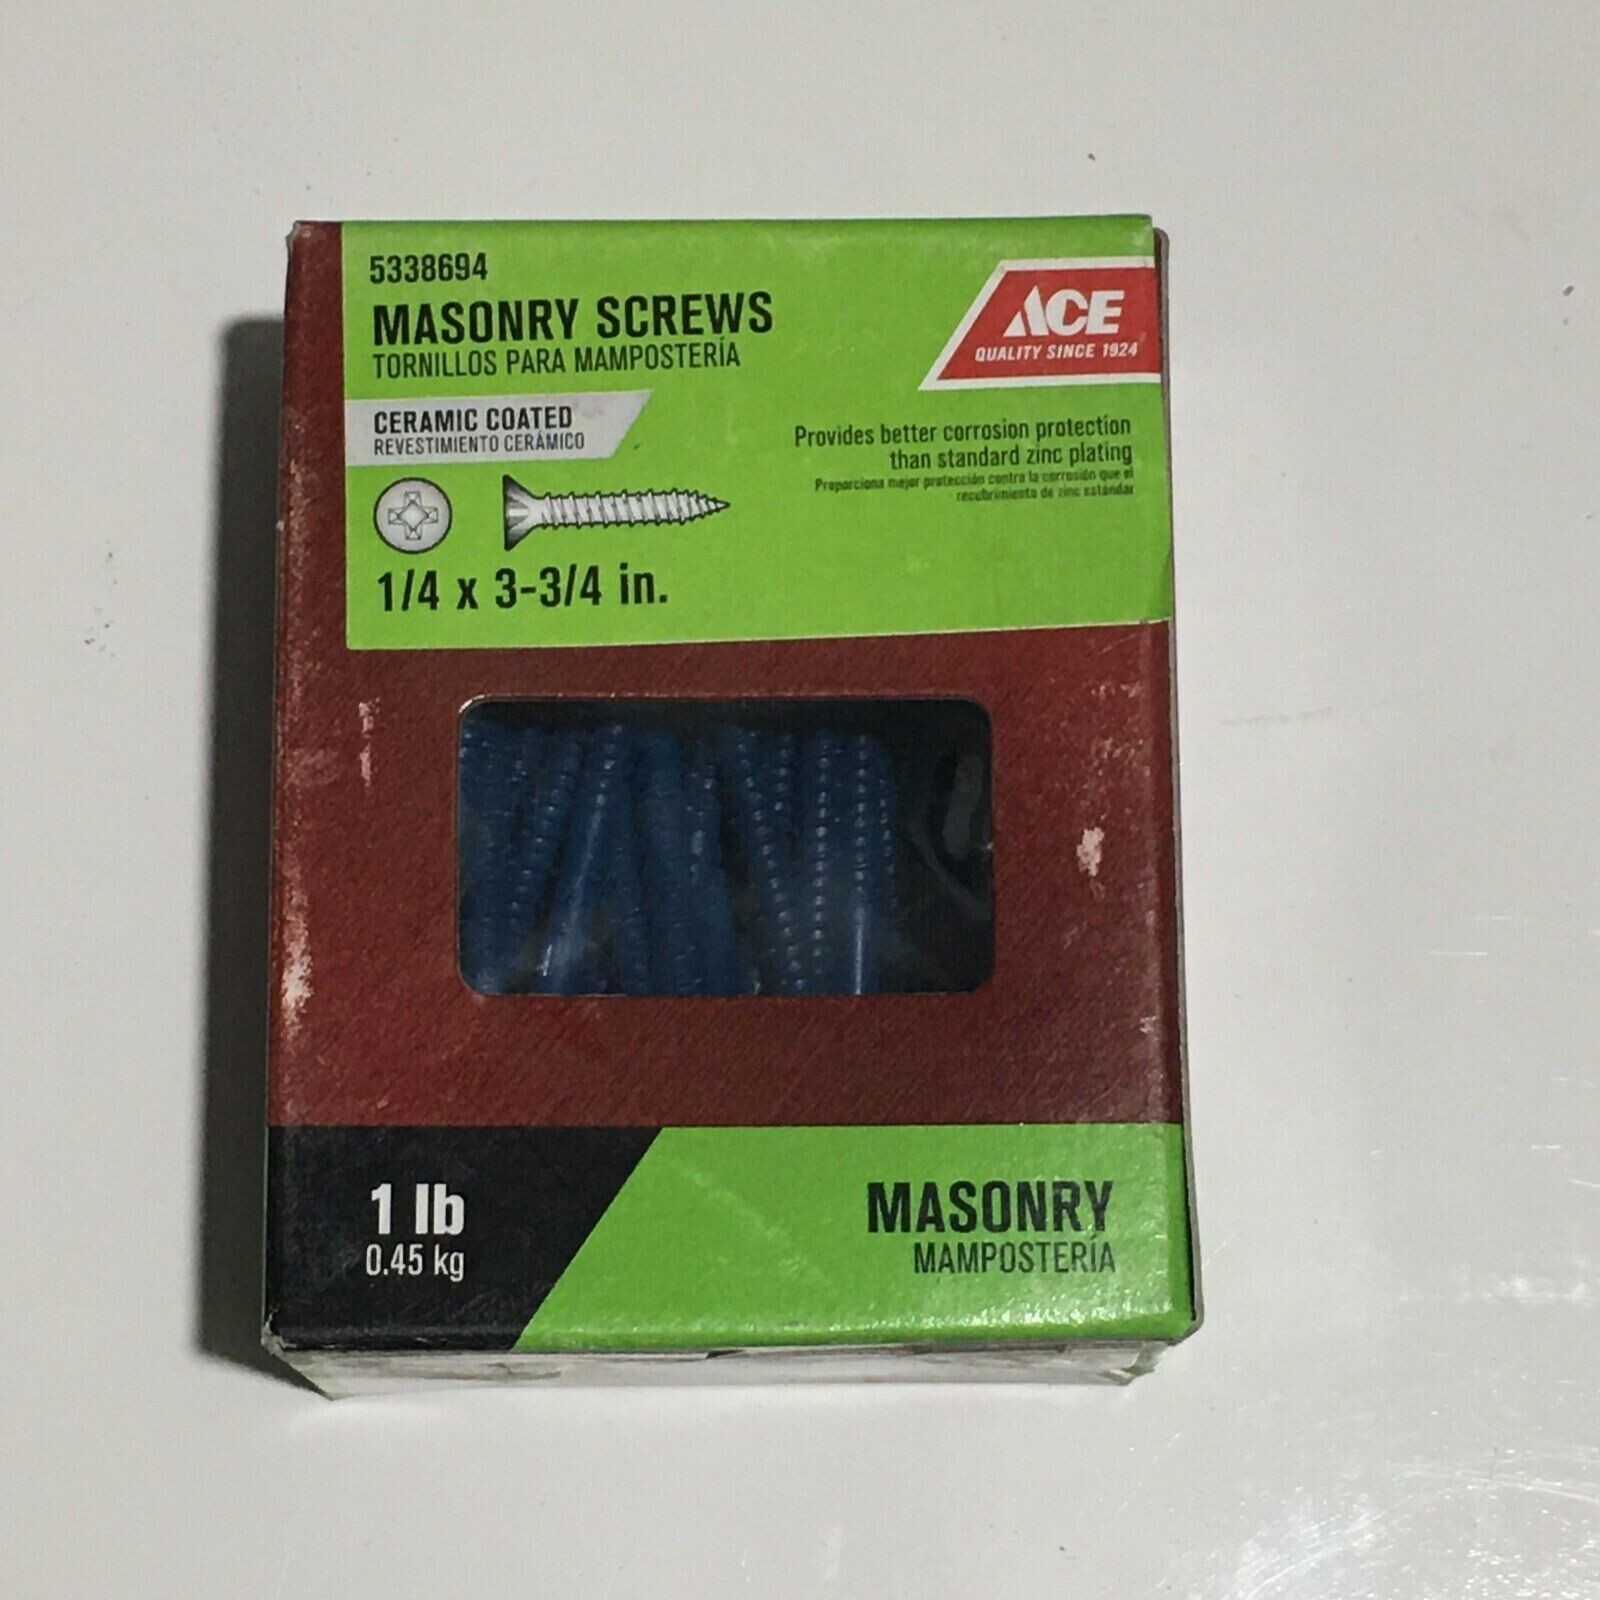 5338694
MASONRY SCREWS
TORNILLOS PARA MAMPOSTERÍA
ACE
QUALITY SINCE 1924
CERAMIC COATED
REVESTIMIENTO CERÁMICO
Provides better corrosion protection
than standard zinc plating
Proporciona mejor protección contra la corrosión que el
recubrimiento de zinc estándar
1/4 x 3-3/4 in.
1 lb
0.45 kg
MASONRY
MAMPOSTERÍA